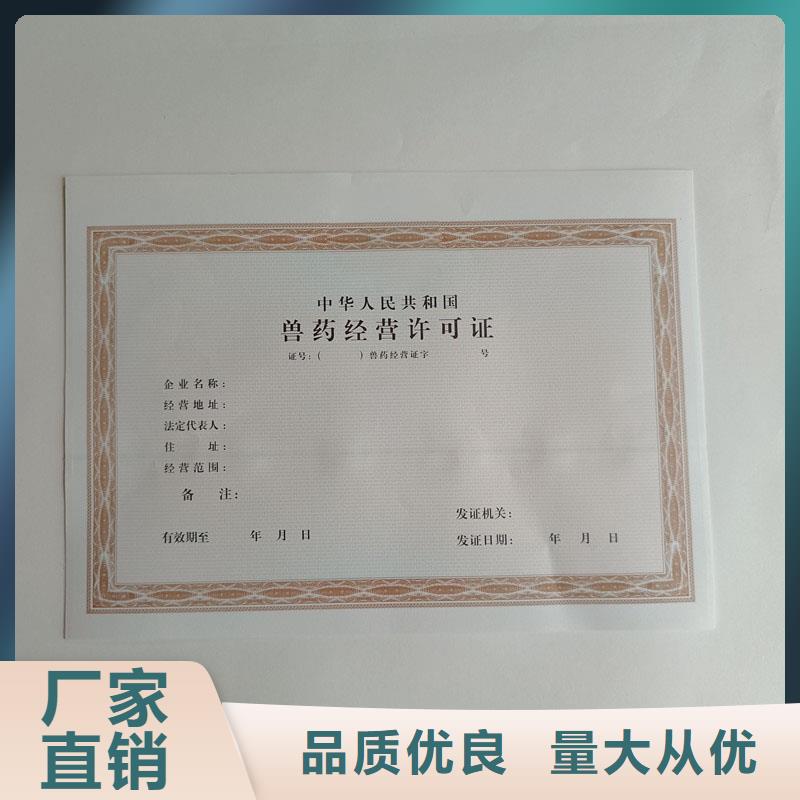 中华人民共和国
兽药经营许可证
证号:( )兽药经营证字 号
企业名称:
经营地址:
法定代表人:
住 址:
经营范围:
备 注:
发证机关:
有效期至 年 月 日
发证日期: 年 月 日
厂家
直销
品质优良 量大从优